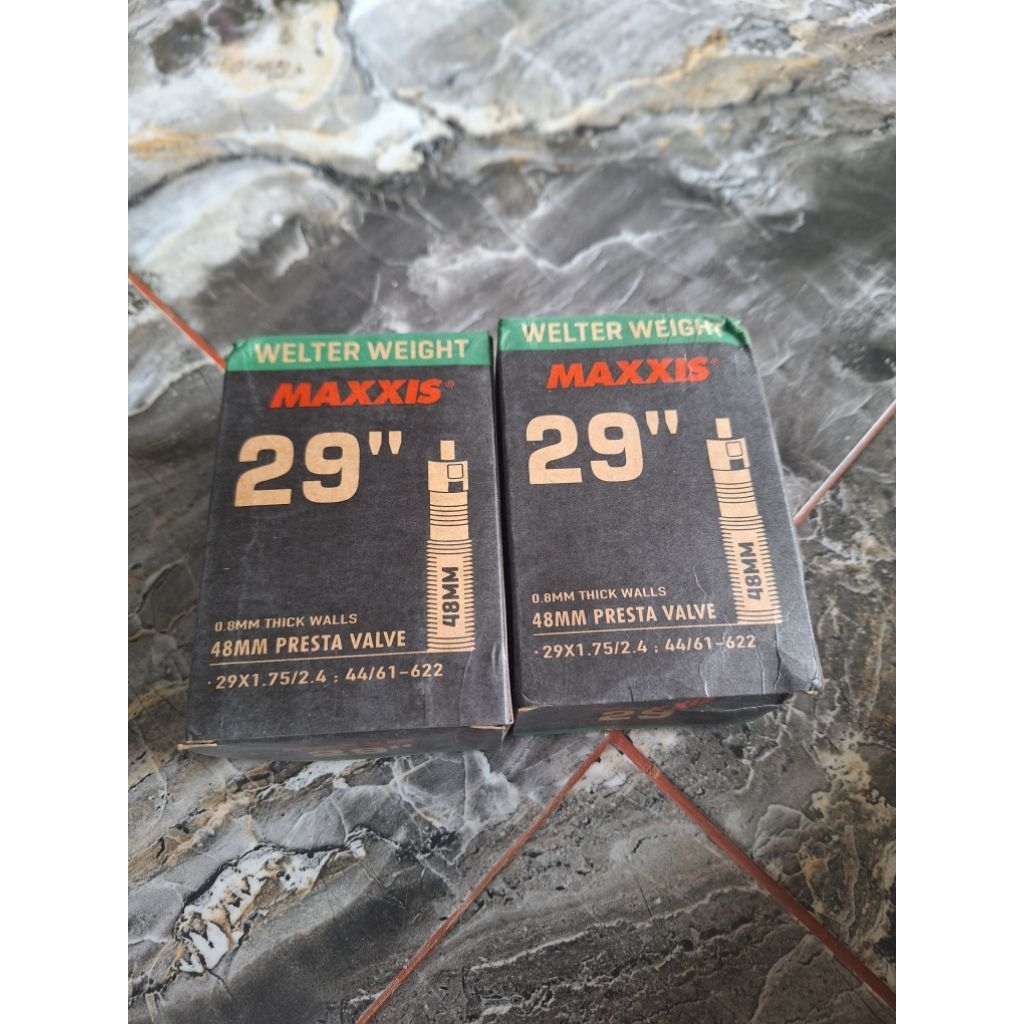 WELTER WEIGHT
MAXXIS®
29"
48MM
0.8MM THICK WALLS
48MM PRESTA VALVE
·29X1.75/2.4 : 44/61-622
29"
WELTER WEIGHT
MAXXIS®
29"
48MM
0.8MM THICK WALLS
48MM PRESTA VALVE
·29X1.75/2.4 : 44/61-622
29"